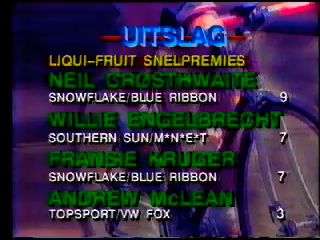 UITSLAG
LIQUI-FRUIT SNELPREMIES
NEIL CROSTHWAITE
SNOWFLAKE/BLUE RIBBON 9
WILLIE ENGELBRECHT
SOUTHERN SUN/M*N*E*T 7
FRANSIE KRUGER
SNOWFLAKE/BLUE RIBBON 7
ANDREW McLEAN
TOPSPORT/VW FOX 3